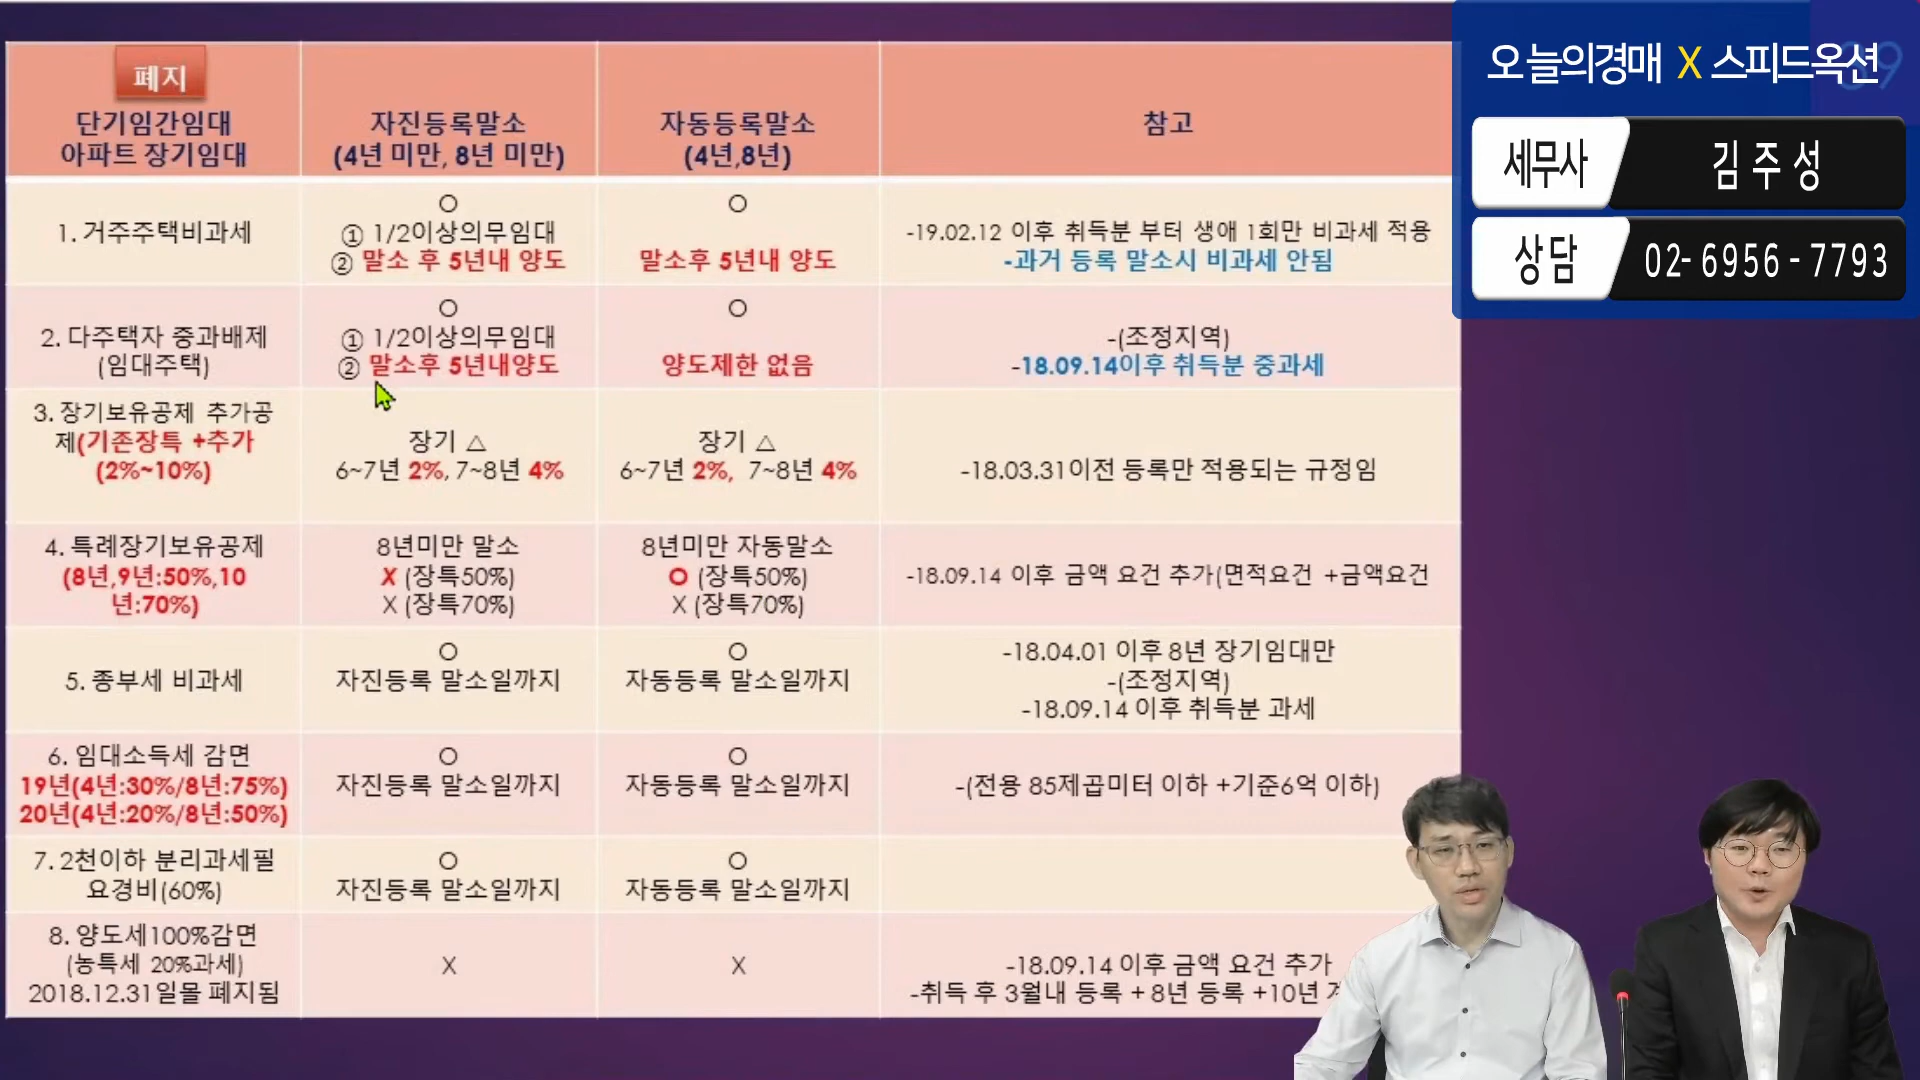 폐지
단기임간임대
아파트 장기임대
자진등록말소
(4년 미만, 8년 미만)
자동등록말소
(4년,8년)
참고
1. 거주주택비과세
○
① 1/2이상의무임대
② 말소 후 5년내 양도
○
말소후 5년내 양도
-19.02.12 이후 취득분 부터 생애 1회만 비과세 적용
-과거 등록 말소시 비과세 안됨
2. 다주택자 중과배제
(임대주택)
○
① 1/2이상의무임대
② 말소후 5년내양도
○
양도제한 없음
-(조정지역)
-18.09.14이후 취득분 중과세
3. 장기보유공제 추가공
제(기존장특 +추가
(2%~10%)
장기 △
6~7년 2%, 7~8년 4%
장기 △
6~7년 2%, 7~8년 4%
-18.03.31이전 등록만 적용되는 규정임
4. 특례장기보유공제
(8년,9년:50%,10
년:70%)
8년미만 말소
X (장특50%)
X (장특70%)
8년미만 자동말소
O (장특50%)
X (장특70%)
-18.09.14 이후 금액 요건 추가(면적요건 +금액요건
5. 종부세 비과세
○
자진등록 말소일까지
○
자동등록 말소일까지
-18.04.01 이후 8년 장기임대만
-(조정지역)
-18.09.14 이후 취득분 과세
6. 임대소득세 감면
19년(4년:30%/8년:75%)
20년(4년:20%/8년:50%)
○
자진등록 말소일까지
○
자동등록 말소일까지
-(전용 85제곱미터 이하 +기준6억 이하)
7. 2천이하 분리과세필
요경비(60%)
○
자진등록 말소일까지
○
자동등록 말소일까지
8. 양도세100%감면
(농특세 20%과세)
2018.12.31일몰 폐지됨
X
X
-18.09.14 이후 금액 요건 추가
-취득 후 3월내 등록 +8년 등록 +10년
오늘의경매 X 스피드옥션
세무사
김주성
상담
02-6956-7793